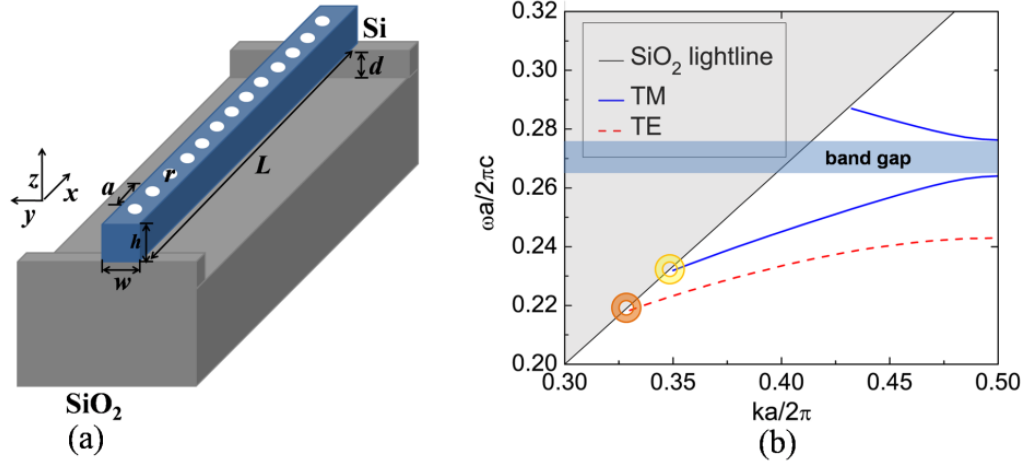 Si
d
L
r
a
z
x
y
h
w
SiO₂
(a)
0.32
0.30
0.28
0.26
0.24
0.22
0.20
ωa/2πc
SiO₂ lightline
TM
TE
band gap
0.30 0.35 0.40 0.45 0.50
ka/2π
(b)